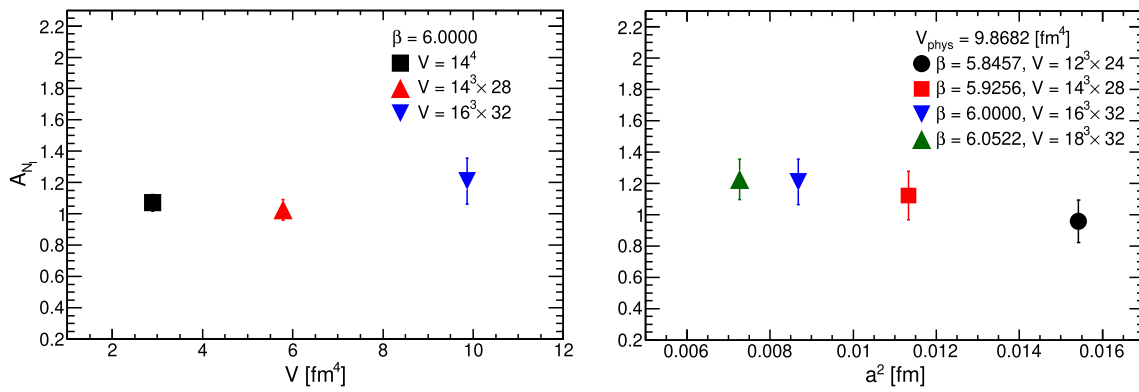 β = 6.0000
V = 14⁴
V = 14³× 28
V = 16³× 32
2.2
2
1.8
1.6
1.4
1.2
1
0.8
0.6
0.4
0.2
A_{N_I}
2 4 6 8 10 12
V [fm⁴]
V_{phys} = 9.8682 [fm⁴]
β = 5.8457, V = 12³× 24
β = 5.9256, V = 14³× 28
β = 6.0000, V = 16³× 32
β = 6.0522, V = 18³× 32
2.2
2
1.8
1.6
1.4
1.2
1
0.8
0.6
0.4
0.2
0.006 0.008 0.01 0.012 0.014 0.016
a² [fm]